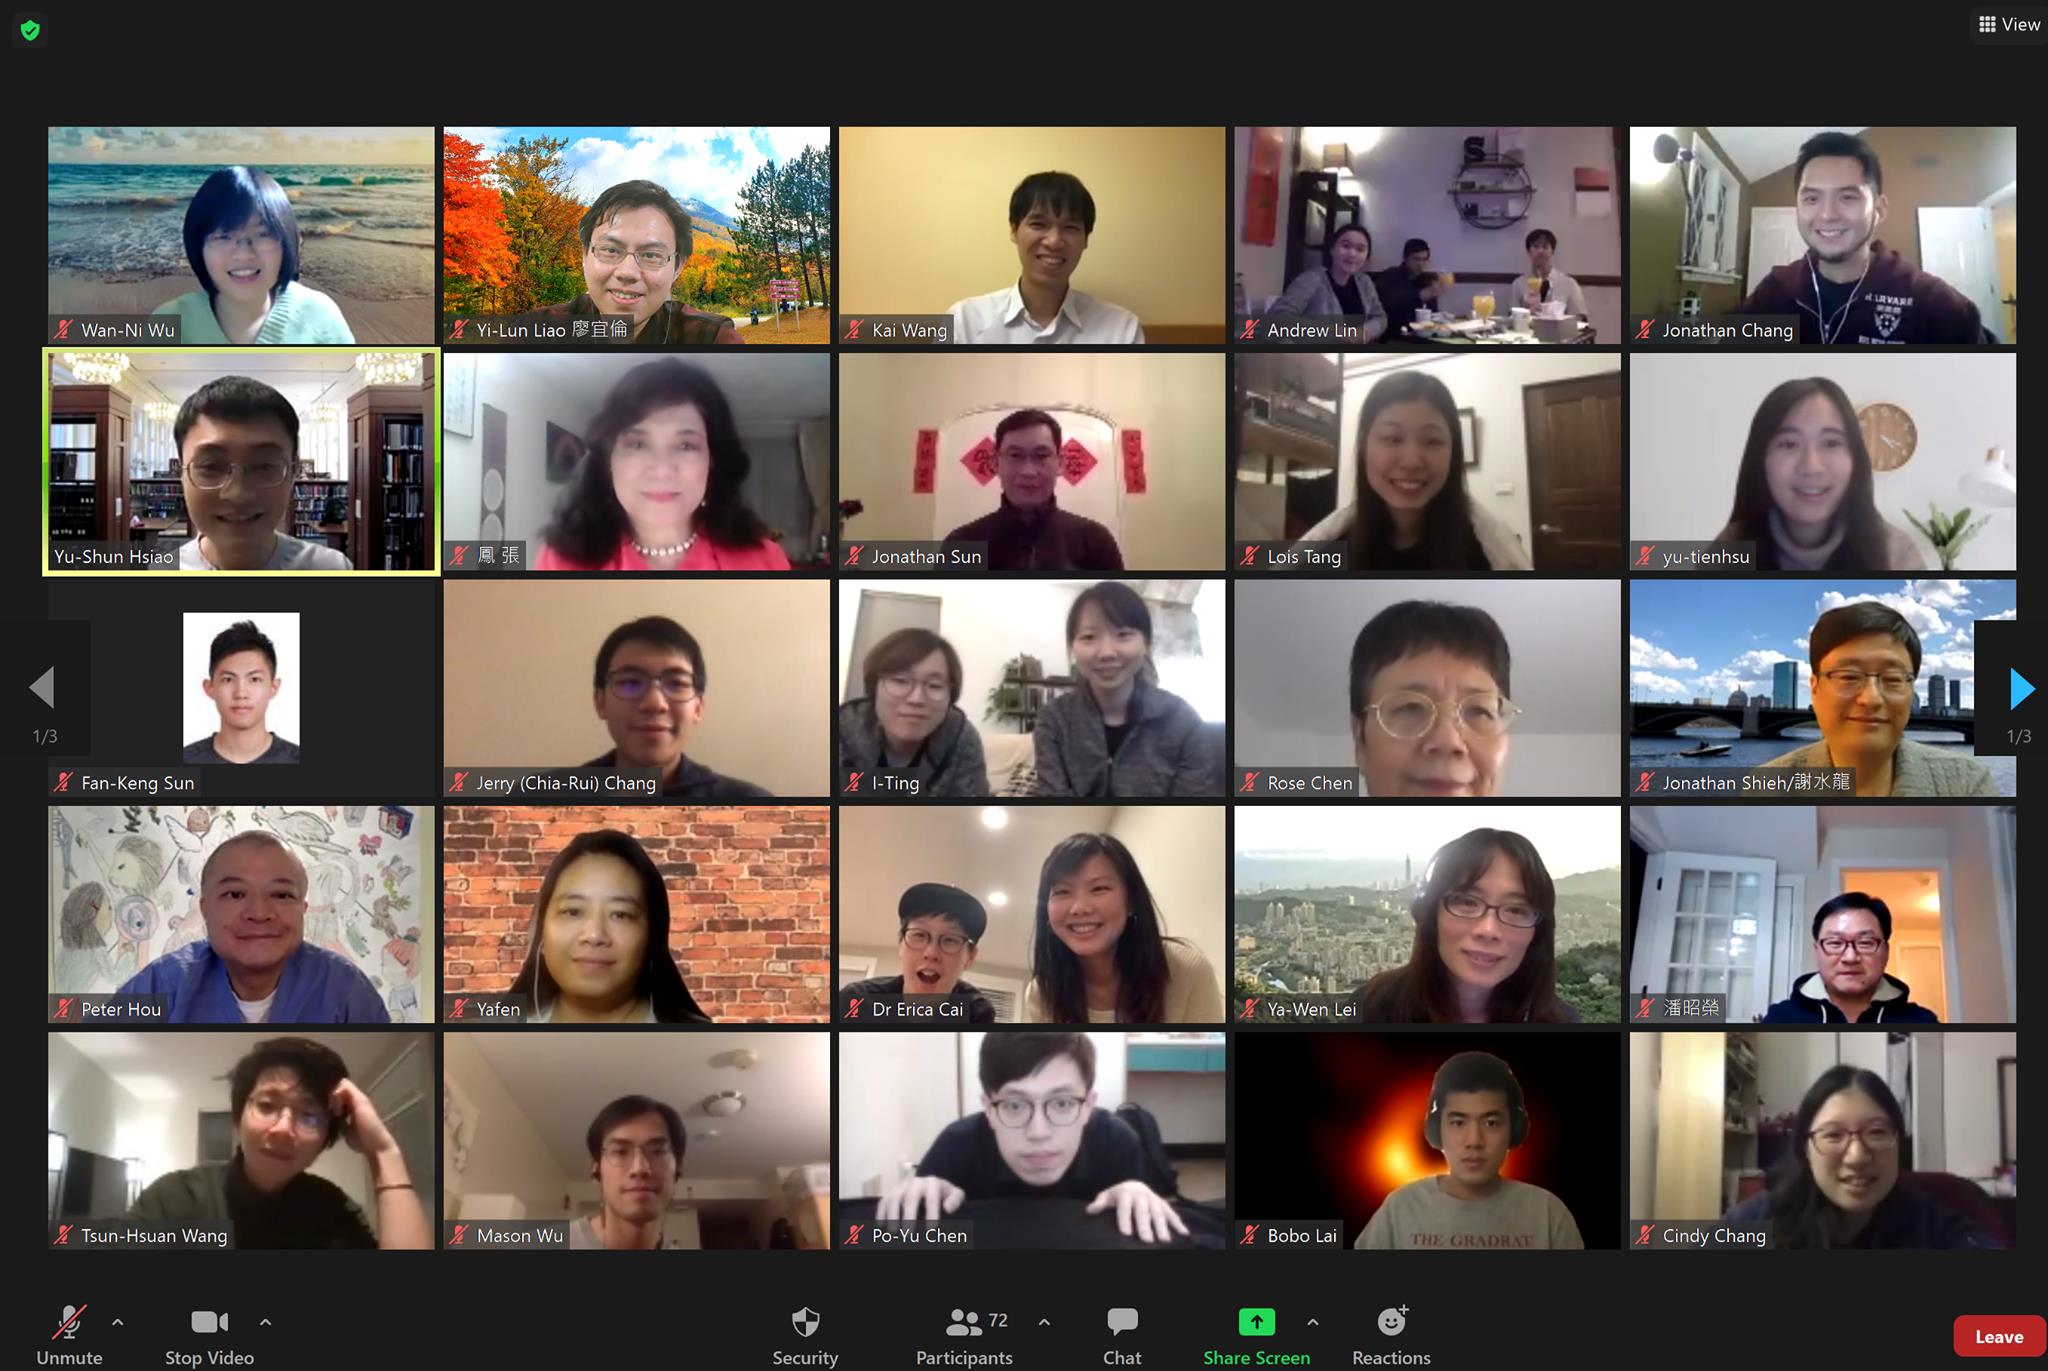 View
Wan-Ni Wu
Yi-Lun Liao 廖宜倫
Kai Wang
Andrew Lin
Jonathan Chang
Yu-Shun Hsiao
鳳 張
Jonathan Sun
Lois Tang
yu-tienhsu
Fan-Keng Sun
Jerry (Chia-Rui) Chang
I-Ting
Rose Chen
Jonathan Shieh/謝水龍
1/3
1/3
Peter Hou
Yafen
Dr Erica Cai
Ya-Wen Lei
潘昭榮
Tsun-Hsuan Wang
Mason Wu
Po-Yu Chen
THE GRADRAT
Bobo Lai
Cindy Chang
72
Unmute
Stop Video
Security
Participants
Chat
Share Screen
Reactions
Leave